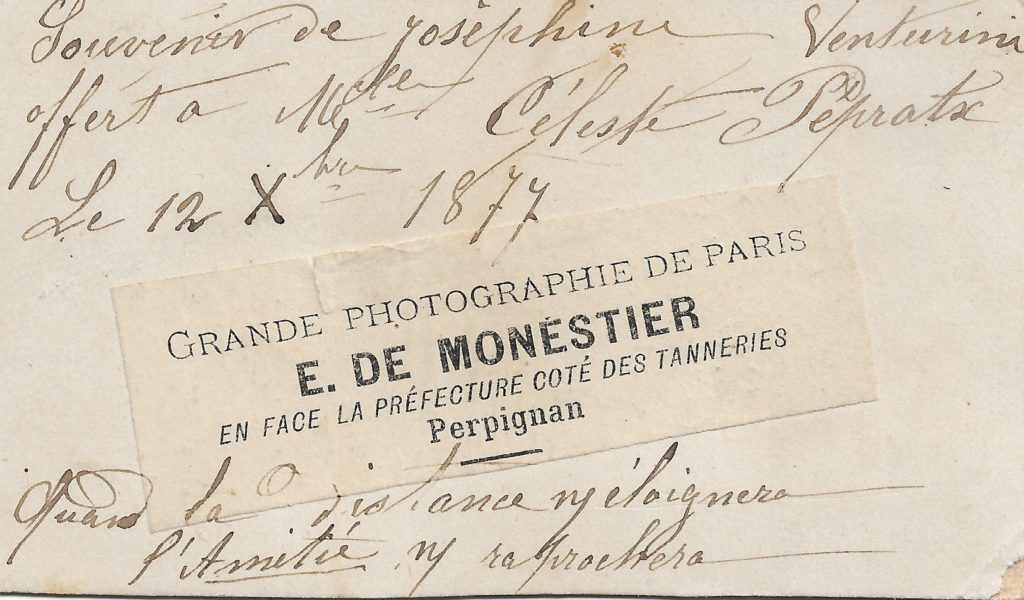 Souvenir de Joséphine Venturini
offert a Melle Céleste Pépratx
Le 12 Xbre 1877
GRANDE PHOTOGRAPHIE DE PARIS
E. DE MONESTIER
EN FACE LA PRÉFECTURE COTÉ DES TANNERIES
Perpignan
Quand la Distance n/ éloignera
l'Amitié n/ raprochera